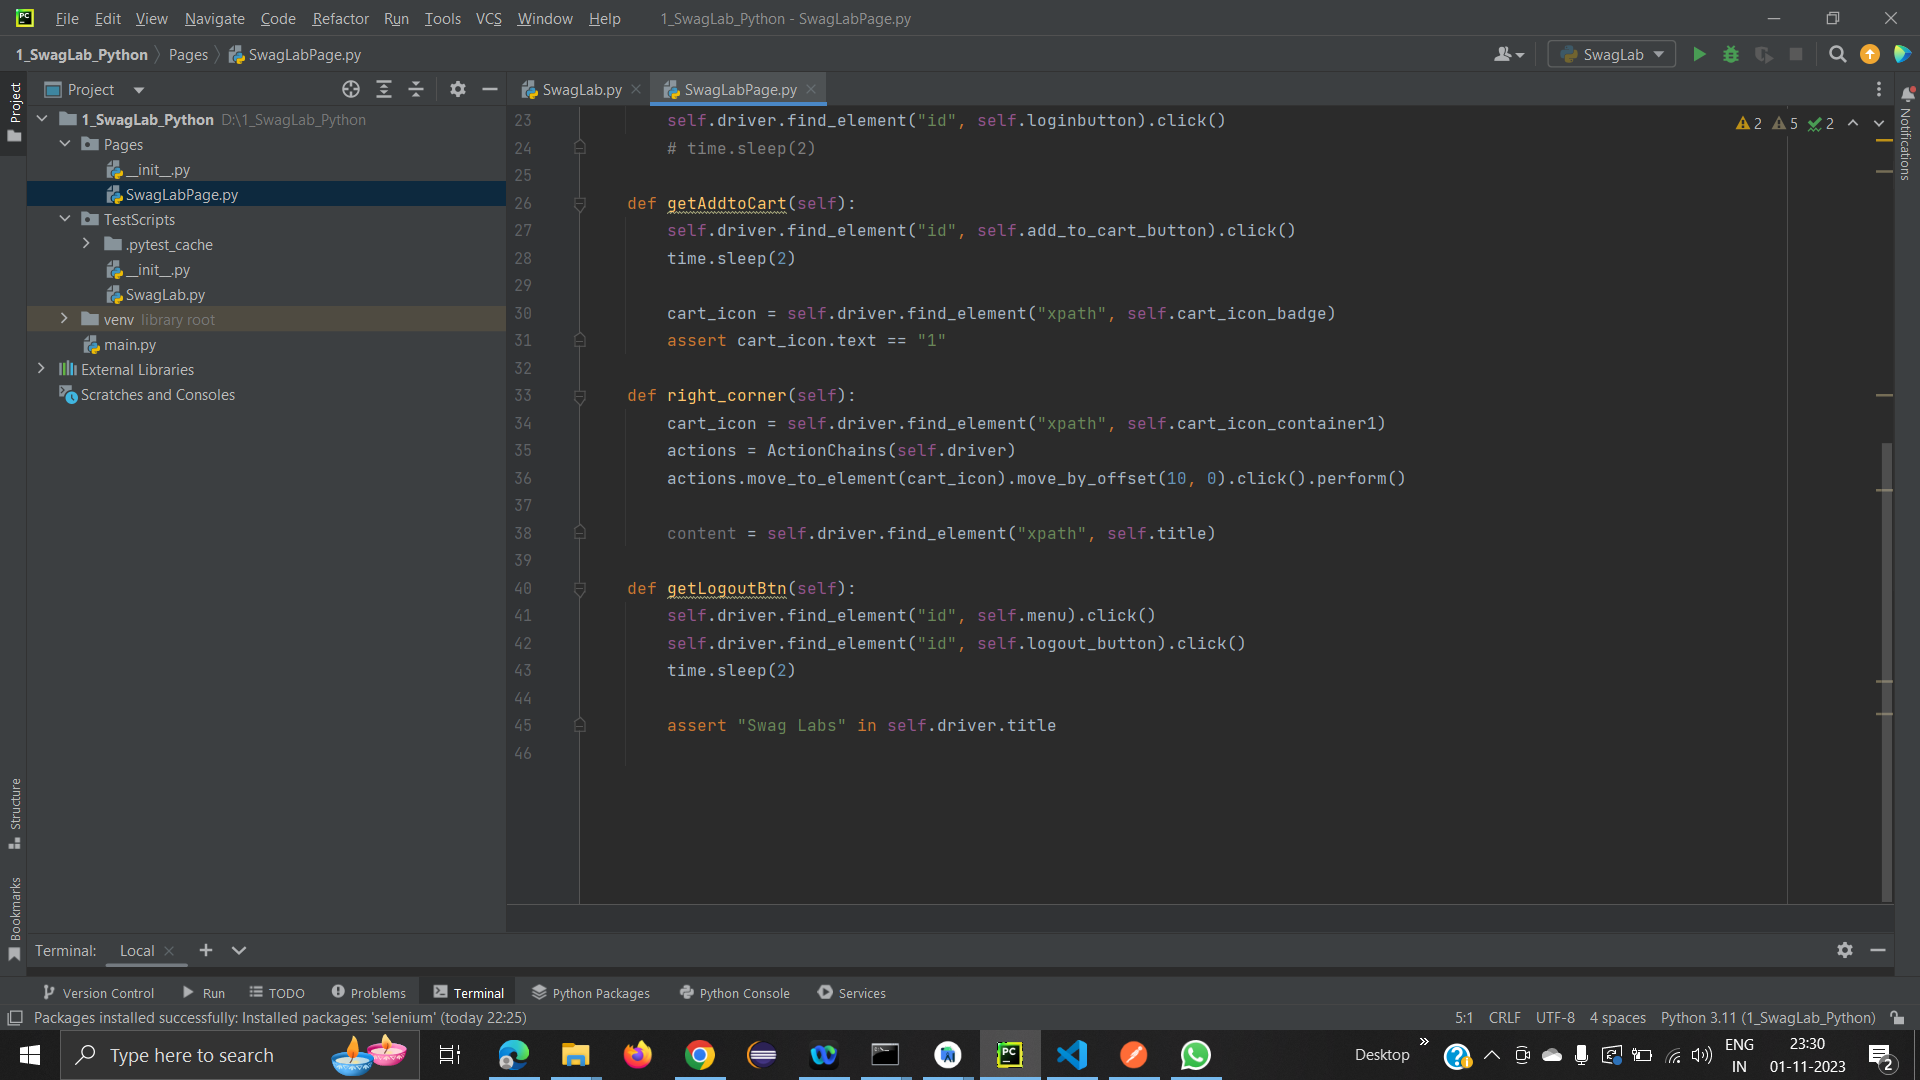 File Edit View Navigate Code Refactor Run Tools VCS Window Help 1_SwagLab_Python - SwagLabPage.py
1_SwagLab_Python Pages SwagLabPage.py SwagLab
Project
Project
SwagLab.py
SwagLabPage.py
Notifications
1_SwagLab_Python D:\1_SwagLab_Python
Pages
__init__.py
SwagLabPage.py
TestScripts
.pytest_cache
__init__.py
SwagLab.py
venv library root
main.py
External Libraries
Scratches and Consoles
2 5 2
23 self.driver.find_element("id", self.loginbutton).click()
24 # time.sleep(2)
25
26 def getAddtoCart(self):
27 self.driver.find_element("id", self.add_to_cart_button).click()
28 time.sleep(2)
29
30 cart_icon = self.driver.find_element("xpath", self.cart_icon_badge)
31 assert cart_icon.text == "1"
32
33 def right_corner(self):
34 cart_icon = self.driver.find_element("xpath", self.cart_icon_container1)
35 actions = ActionChains(self.driver)
36 actions.move_to_element(cart_icon).move_by_offset(10, 0).click().perform()
37
38 content = self.driver.find_element("xpath", self.title)
39
40 def getLogoutBtn(self):
41 self.driver.find_element("id", self.menu).click()
42 self.driver.find_element("id", self.logout_button).click()
43 time.sleep(2)
44
45 assert "Swag Labs" in self.driver.title
46
Structure
Bookmarks
Terminal: Local
Version Control Run TODO Problems Terminal Python Packages Python Console Services
Packages installed successfully: Installed packages: 'selenium' (today 22:25) 5:1 CRLF UTF-8 4 spaces Python 3.11 (1_SwagLab_Python)
Type here to search
PC
Desktop
ENG
IN
23:30
01-11-2023
2